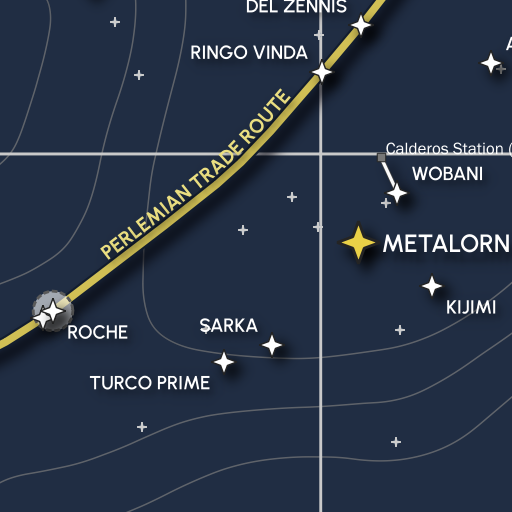 DEL ZENNIS
RINGO VINDA
A
PERLEMIAN TRADE ROUTE
Calderos Station (
WOBANI
METALORN
KIJIMI
ROCHE
SARKA
TURCO PRIME